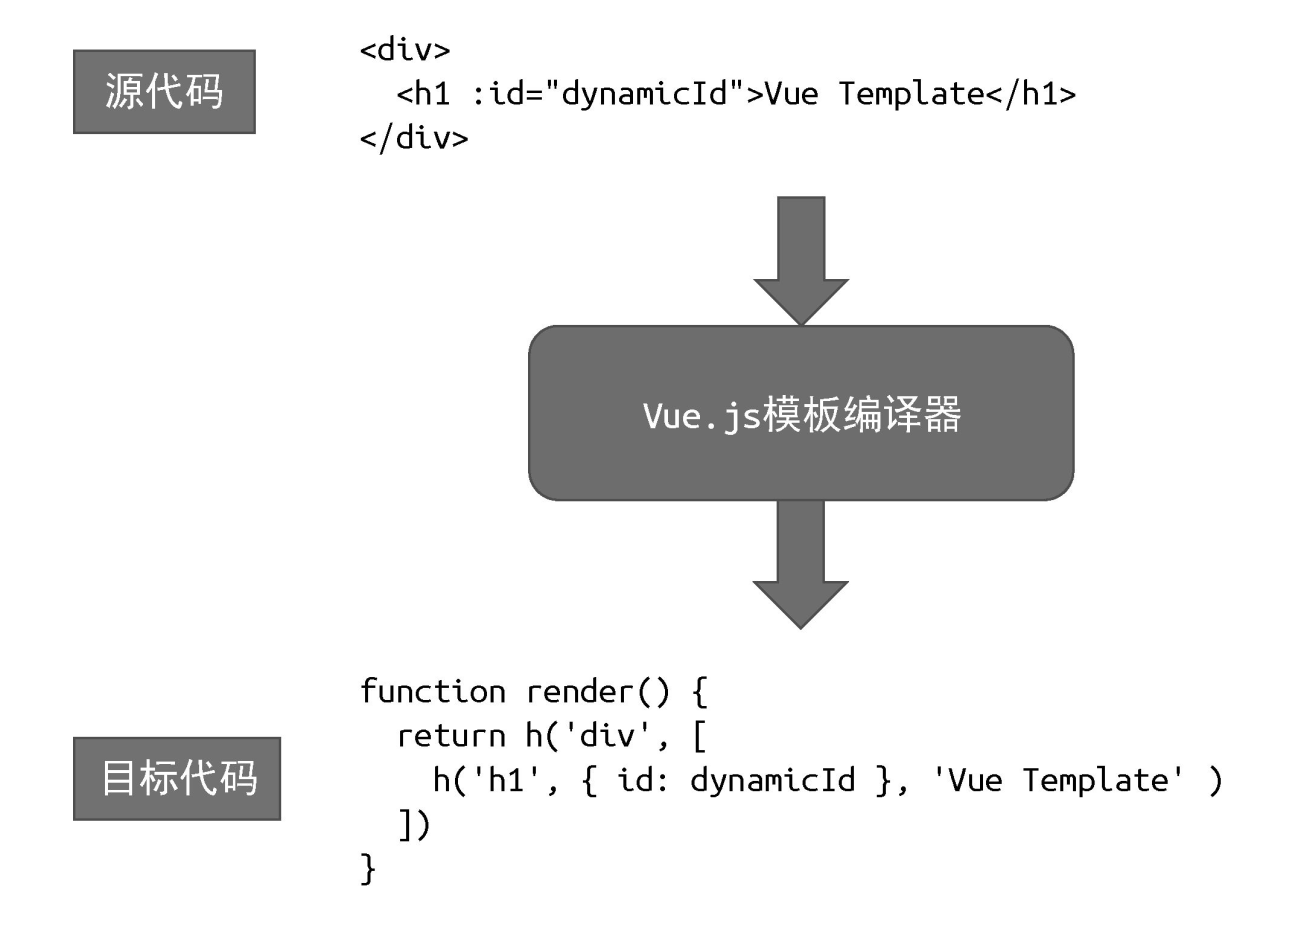 源代码
<div>
  <h1 :id="dynamicId">Vue Template</h1>
</div>
Vue.js模板编译器
目标代码
function render() {
  return h('div', [
    h('h1', { id: dynamicId }, 'Vue Template' )
  ])
}